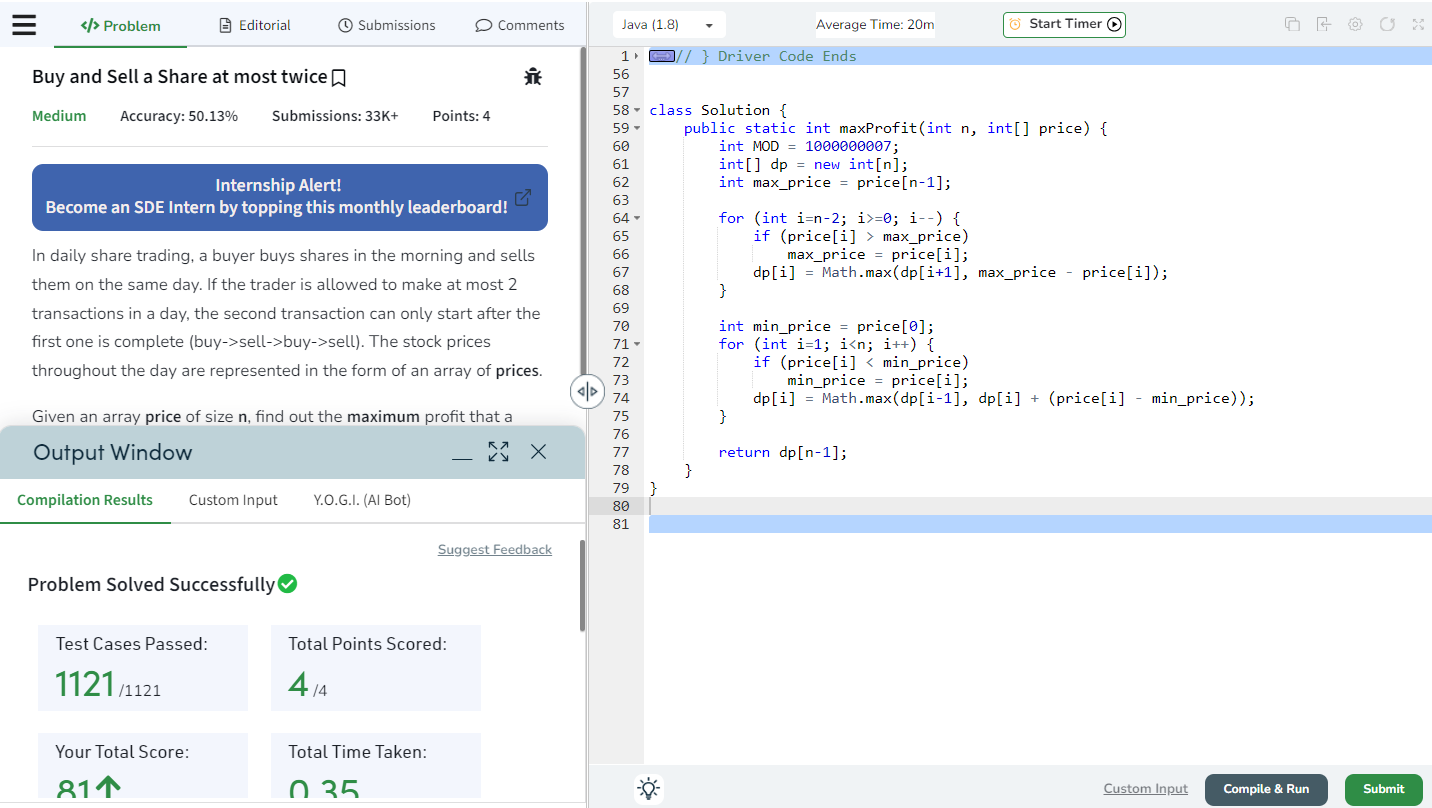 Problem
Editorial
Submissions
Comments
Buy and Sell a Share at most twice
Medium Accuracy: 50.13% Submissions: 33K+ Points: 4
Internship Alert!
Become an SDE Intern by topping this monthly leaderboard!
In daily share trading, a buyer buys shares in the morning and sells
them on the same day. If the trader is allowed to make at most 2
transactions in a day, the second transaction can only start after the
first one is complete (buy->sell->buy->sell). The stock prices
throughout the day are represented in the form of an array of prices.
Given an array price of size n, find out the maximum profit that a
Output Window
Compilation Results Custom Input Y.O.G.I. (AI Bot)
Suggest Feedback
Problem Solved Successfully
Test Cases Passed:
1121 /1121
Total Points Scored:
4 /4
Your Total Score:
81
Total Time Taken:
0.35
Java (1.8)
Average Time: 20m
Start Timer
1 // } Driver Code Ends
56
57
58 class Solution {
59 public static int maxProfit(int n, int[] price) {
60 int MOD = 1000000007;
61 int[] dp = new int[n];
62 int max_price = price[n-1];
63
64 for (int i=n-2; i>=0; i--) {
65 if (price[i] > max_price)
66 max_price = price[i];
67 dp[i] = Math.max(dp[i+1], max_price - price[i]);
68 }
69
70 int min_price = price[0];
71 for (int i=1; i<n; i++) {
72 if (price[i] < min_price)
73 min_price = price[i];
74 dp[i] = Math.max(dp[i-1], dp[i] + (price[i] - min_price));
75 }
76
77 return dp[n-1];
78 }
79 }
80
81
Custom Input
Compile & Run
Submit